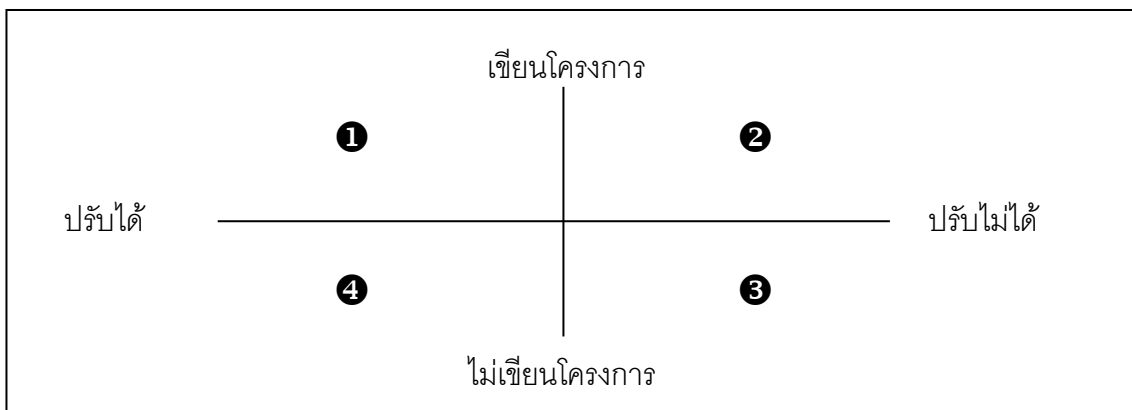 เขียนโครงการ
❶ ❷
ปรับได้ ปรับไม่ได้
❹ ❸
ไม่เขียนโครงการ